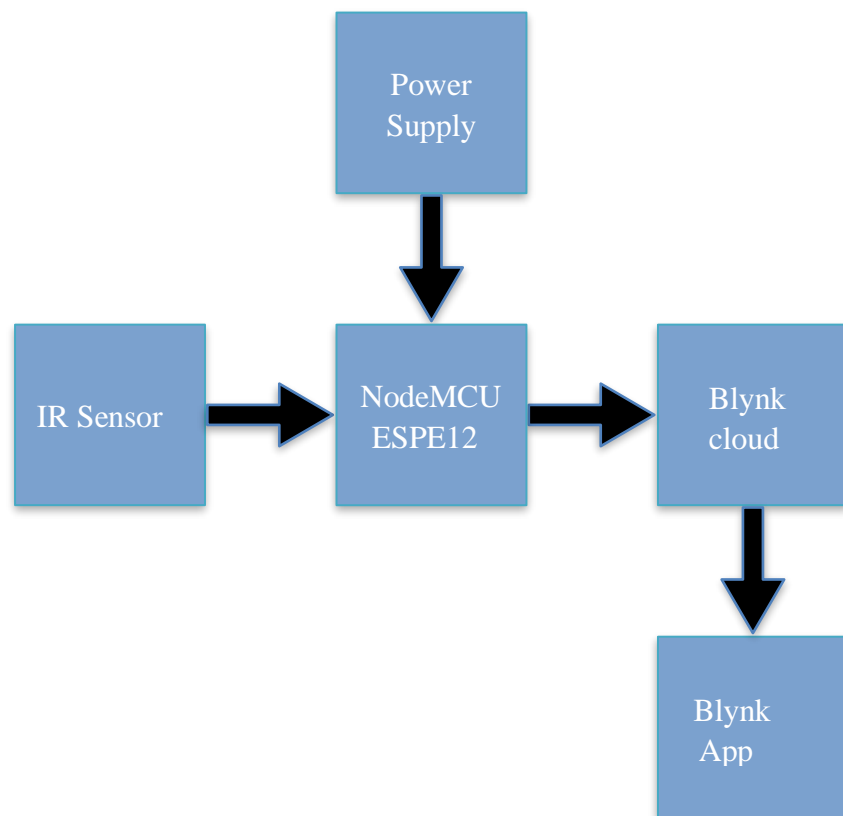 Power
Supply
IR Sensor
NodeMCU
ESPE12
Blynk
cloud
Blynk
App